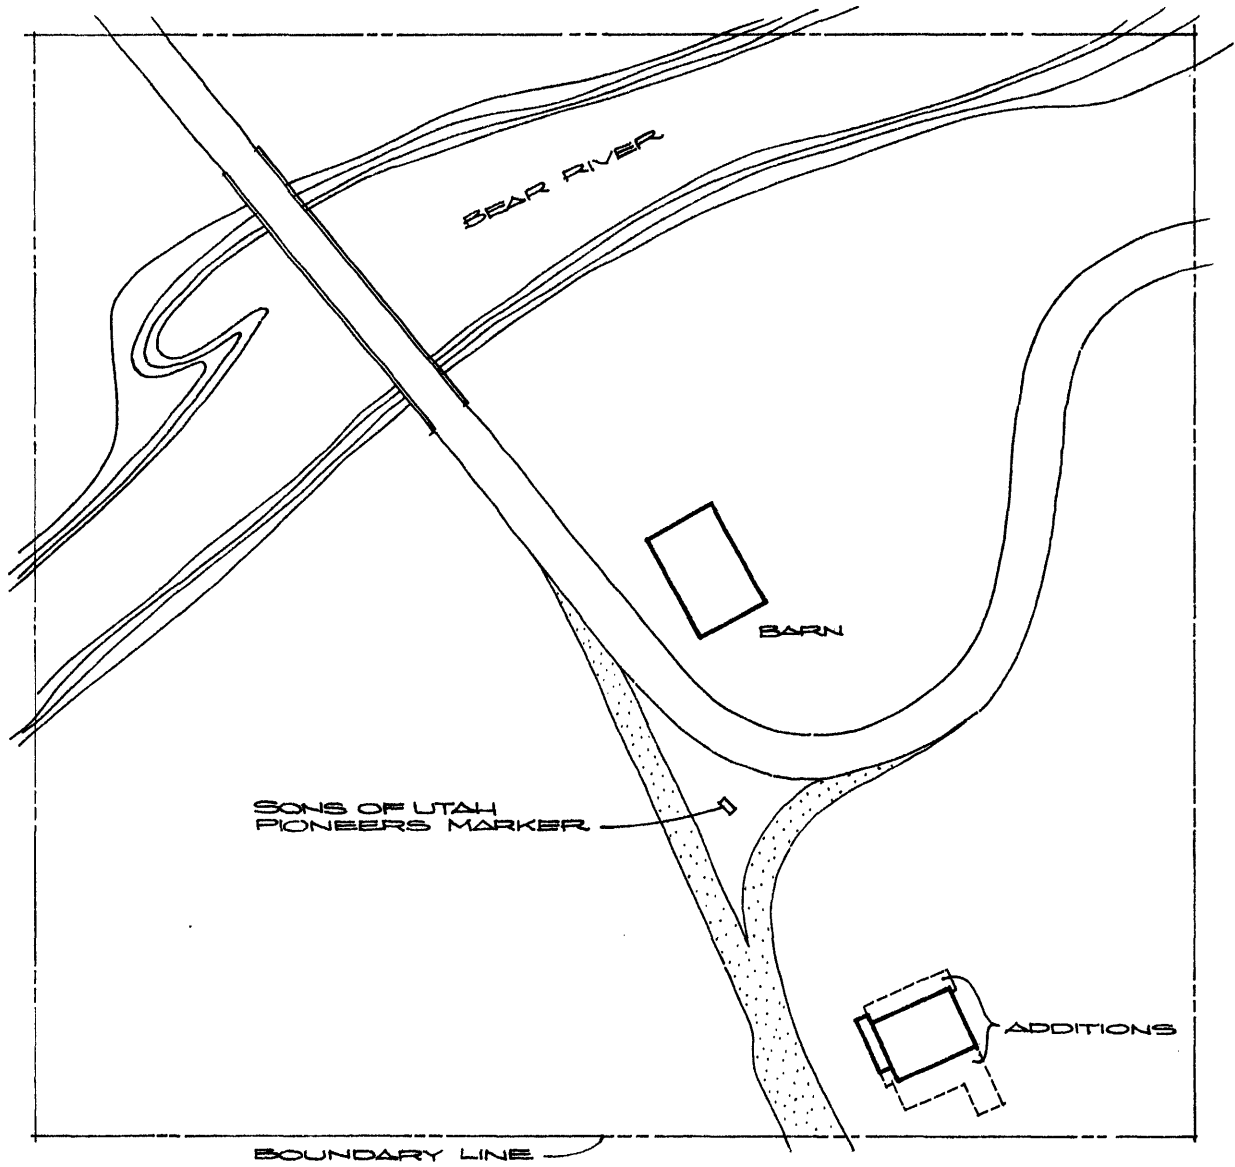 BEAR RIVER
BARN
SONS OF UTAH
PIONEERS MARKER
ADDITIONS
BOUNDARY LINE